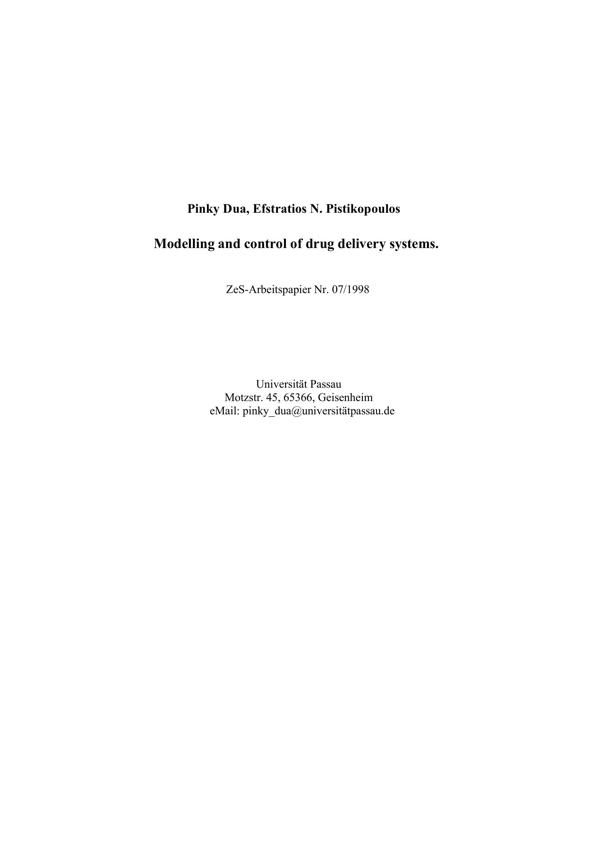 Pinky Dua, Efstratios N. Pistikopoulos
Modelling and control of drug delivery systems.
ZeS-Arbeitspapier Nr. 07/1998
Universität Passau
Motzstr. 45, 65366, Geisenheim
eMail: pinky_dua@universitätpassau.de